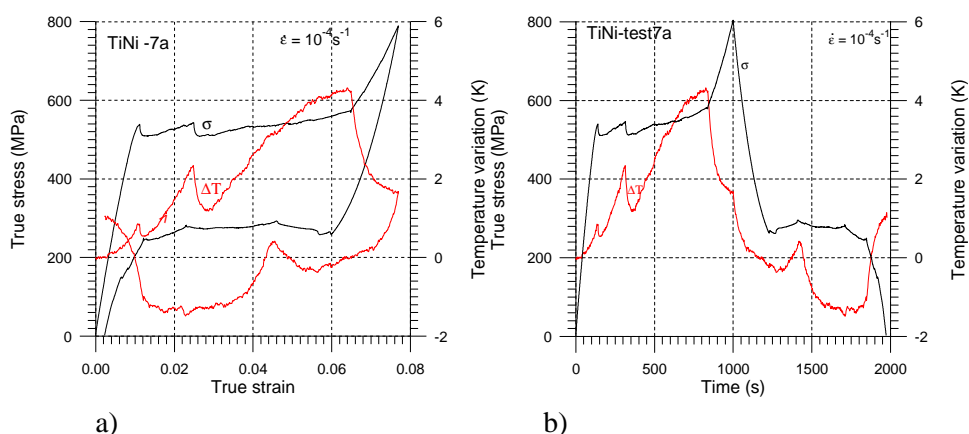 TiNi -7a
ε̇ = 10⁻⁴s⁻¹
True stress (MPa)
800
600
400
200
0
σ
ΔT
Temperature variation (K)
6
4
2
0
-2
0.00 0.02 0.04 0.06 0.08
True strain
a)
TiNi-test7a
ε̇ = 10⁻⁴s⁻¹
Temperature variation (K)
True stress (MPa)
800
600
400
200
0
σ
ΔT
Temperature variation (K)
6
4
2
0
-2
0 500 1000 1500 2000
Time (s)
b)